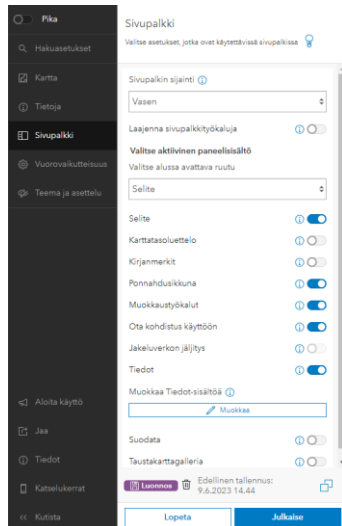 Pika
Hakuasetukset
Kartta
Tietoja
Sivupalkki
Vuorovaikutteisuus
Teema ja asettelu
Aloita käyttö
Jaa
Tiedot
Katselukerrat
Kutista
Sivupalkki
Valitse asetukset, jotka ovat käytettävissä sivupalkissa
Sivupalkin sijainti
Vasen
Laajenna sivupalkkityökaluja
Valitse aktiivinen paneelisisältö
Valitse alussa avattava ruutu
Selite
Selite
Karttatasoluettelo
Kirjanmerkit
Ponnahdusikkuna
Muokkaustyökalut
Ota kohdistus käyttöön
Jakeluverkon jäljitys
Tiedot
Muokkaa Tiedot-sisältöä
Muokkaa
Suodata
Taustakarttagalleria
Luonnos
Edellinen tallennus:
9.6.2023 14.44
Lopeta
Julkaise